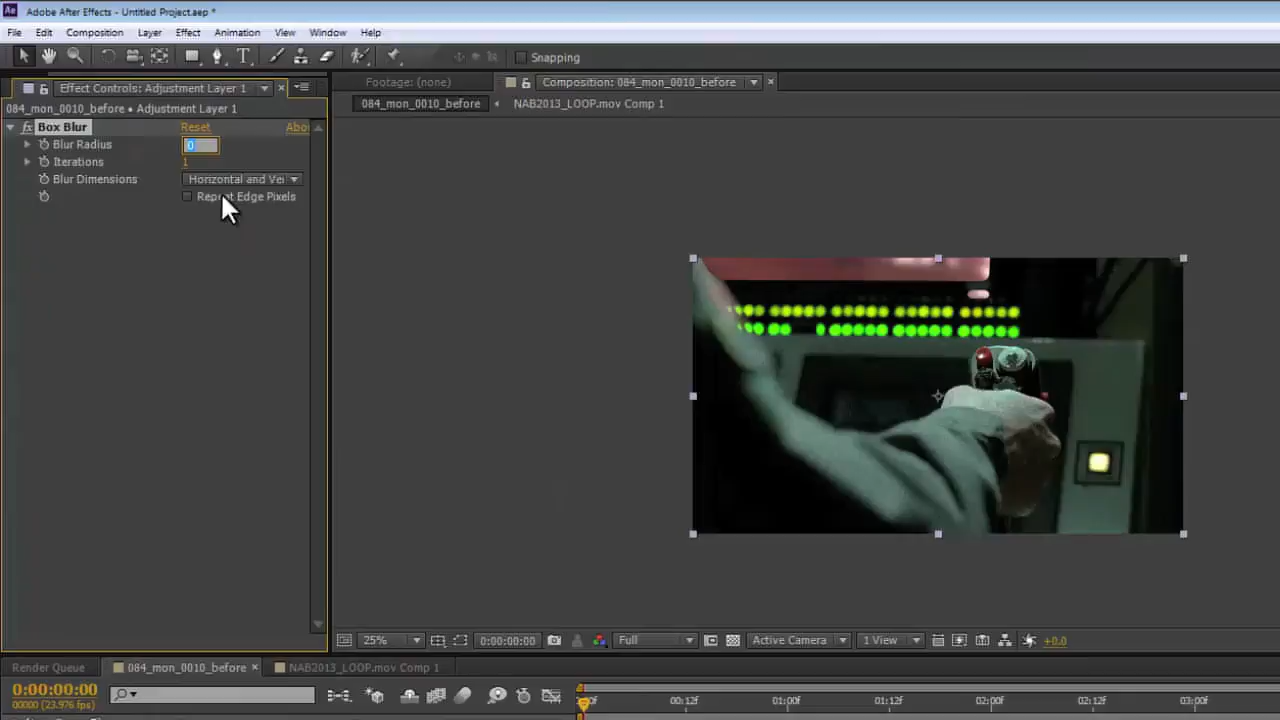 Adobe After Effects - Untitled Project.aep *
File Edit Composition Layer Effect Animation View Window Help
Snapping
Effect Controls: Adjustment Layer 1
Footage: (none)
Composition: 084_mon_0010_before
084_mon_0010_before • Adjustment Layer 1
084_mon_0010_before
NAB2013_LOOP.mov Comp 1
fx Box Blur Reset Abo
Blur Radius 0
Iterations 1
Blur Dimensions Horizontal and Ver
Repeat Edge Pixels
25% 0:00:00:00 Full Active Camera 1 View +0.0
Render Queue 084_mon_0010_before NAB2013_LOOP.mov Comp 1
0:00:00:00
00000 (23.976 fps)
00:12f 01:00f 01:12f 02:00f 02:12f 03:00f